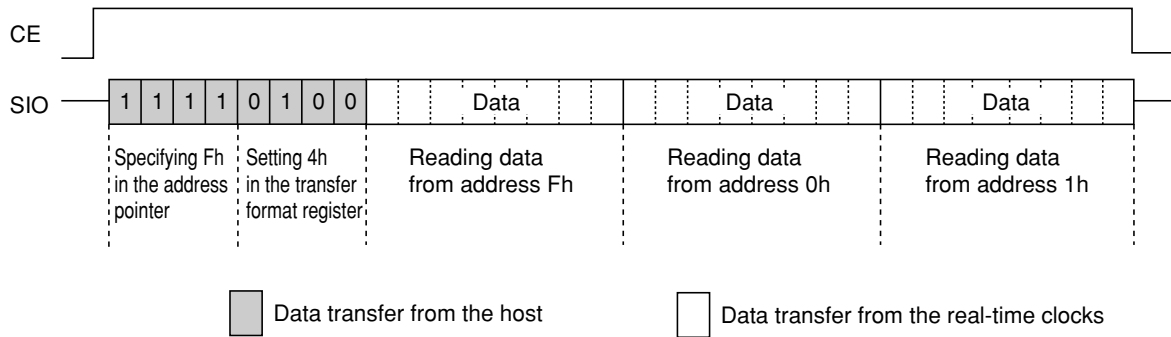 CE
SIO
1 1 1 1 0 1 0 0 Data Data Data
Specifying Fh
in the address
pointer
Setting 4h
in the transfer
format register
Reading data
from address Fh
Reading data
from address 0h
Reading data
from address 1h
Data transfer from the host
Data transfer from the real-time clocks